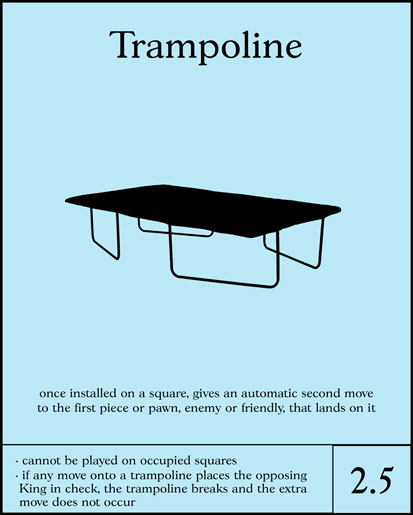 Trampoline
once installed on a square, gives an automatic second move
to the first piece or pawn, enemy or friendly, that lands on it
· cannot be played on occupied squares
· if any move onto a trampoline places the opposing
King in check, the trampoline breaks and the extra
move does not occur
2.5